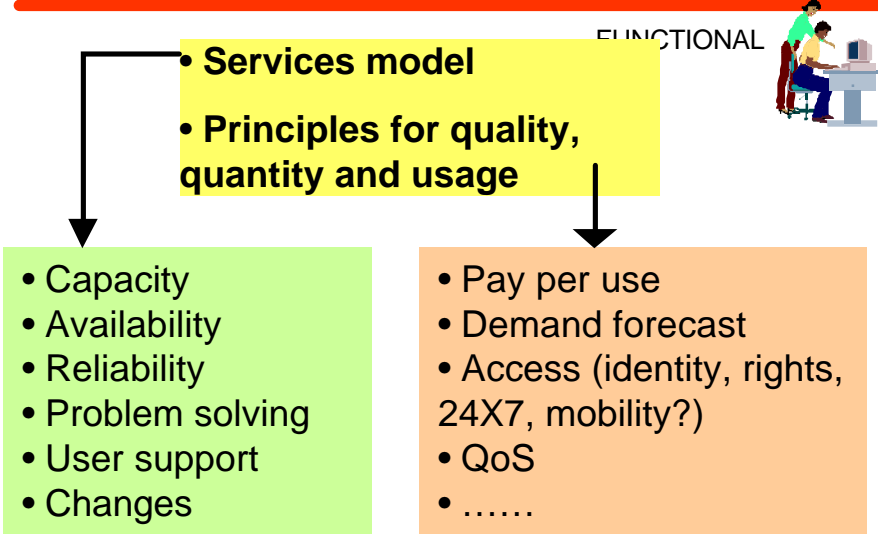 FUNCTIONAL
• Services model
• Principles for quality,
quantity and usage
• Capacity
• Availability
• Reliability
• Problem solving
• User support
• Changes
• Pay per use
• Demand forecast
• Access (identity, rights,
24X7, mobility?)
• QoS
• ……